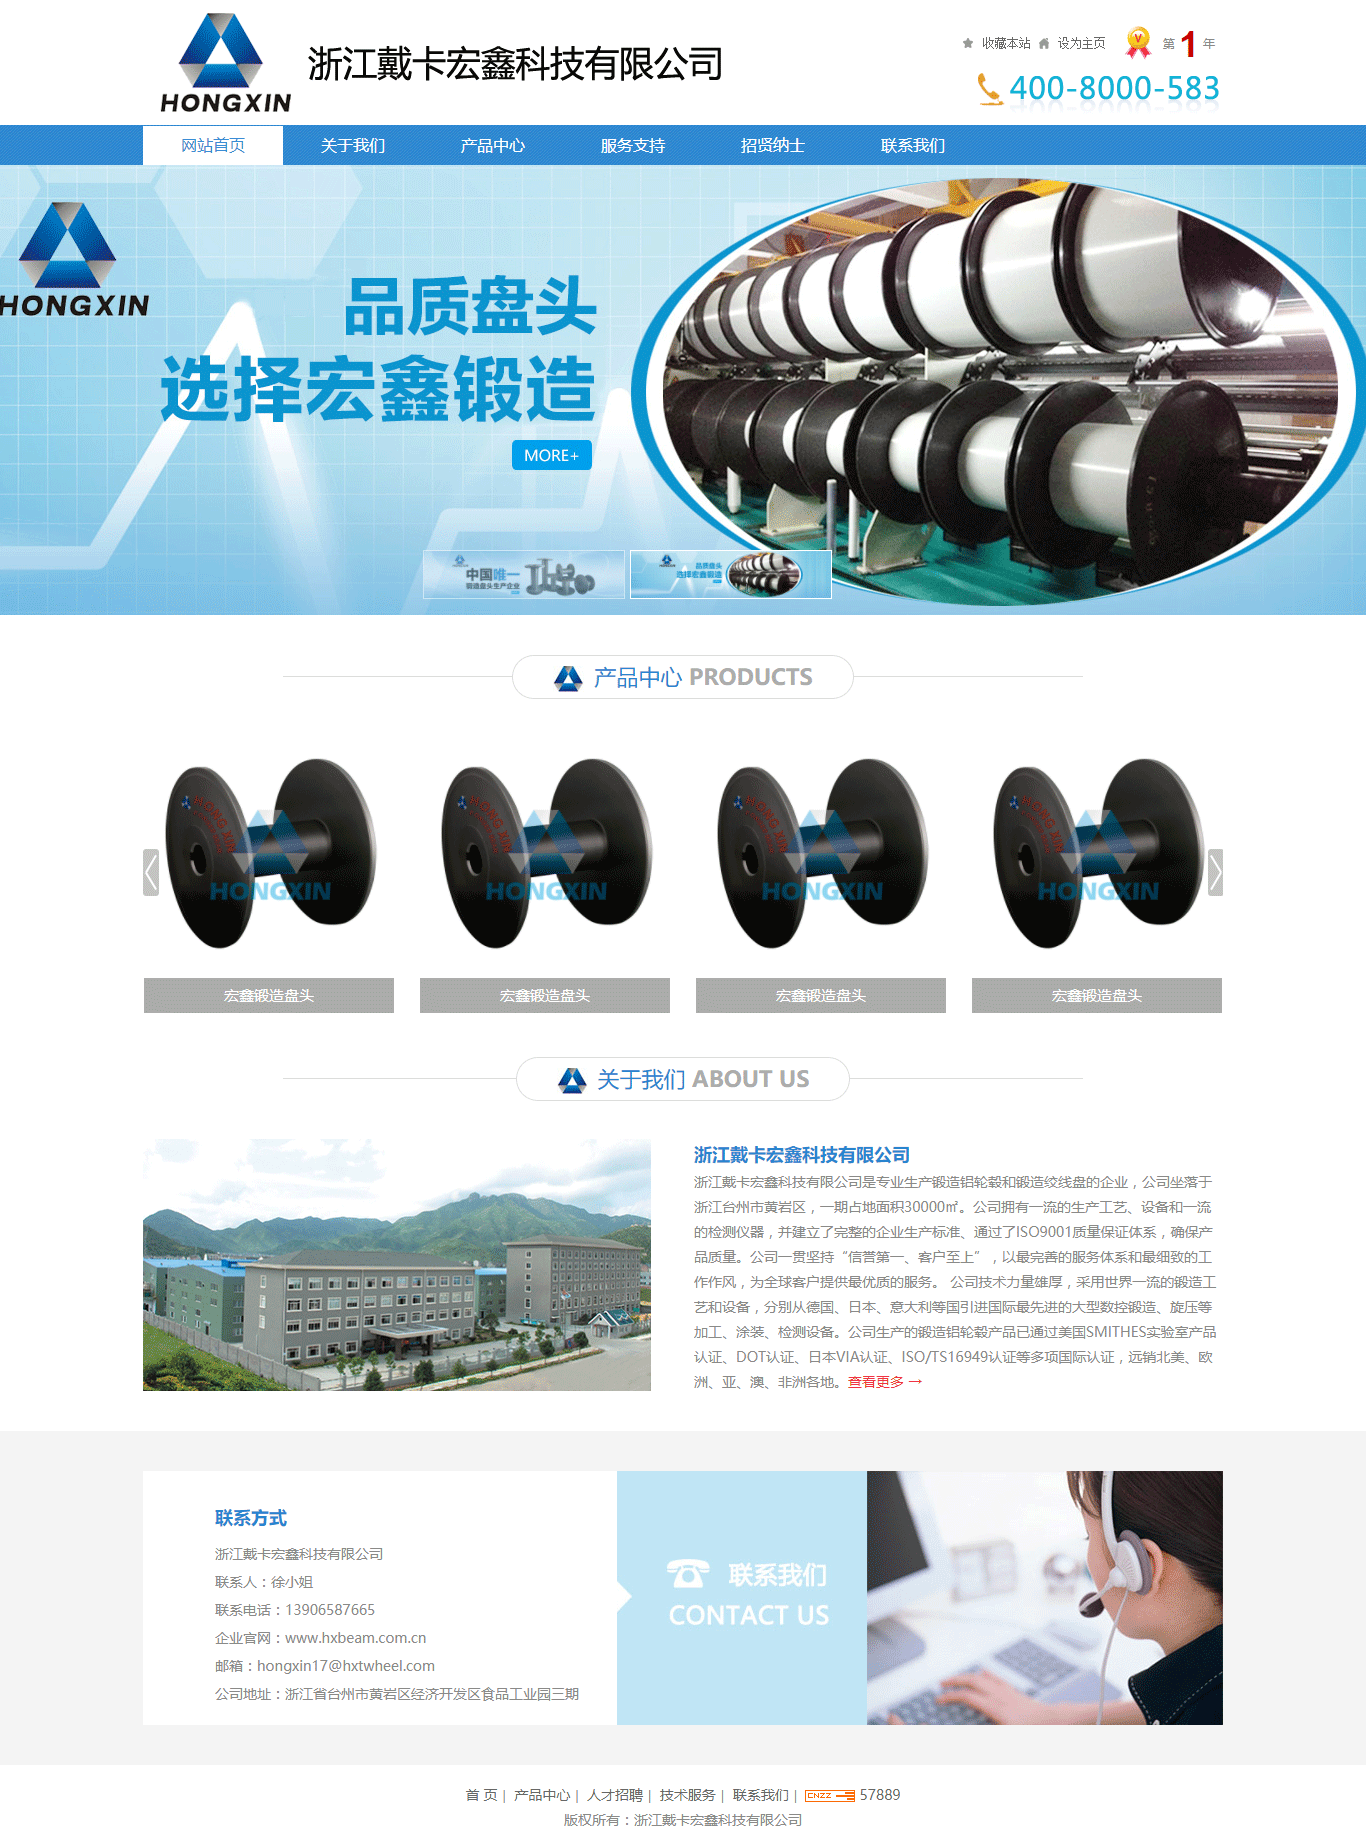 HONGXIN
浙江戴卡宏鑫科技有限公司
收藏本站 设为主页 V 第 1 年
400-8000-583
网站首页 关于我们 产品中心 服务支持 招贤纳士 联系我们
HONGXIN
品质盘头
选择宏鑫锻造
MORE+
中国唯一
锻造盘头生产企业
品质盘头
选择宏鑫锻造
产品中心 PRODUCTS
HONGXIN HONGXIN HONGXIN HONGXIN
宏鑫锻造盘头 宏鑫锻造盘头 宏鑫锻造盘头 宏鑫锻造盘头
关于我们 ABOUT US
浙江戴卡宏鑫科技有限公司
浙江戴卡宏鑫科技有限公司是专业生产锻造铝轮毂和锻造绞线盘的企业，公司坐落于
浙江台州市黄岩区，一期占地面积30000㎡。公司拥有一流的生产工艺、设备和一流
的检测仪器，并建立了完整的企业生产标准、通过了ISO9001质量保证体系，确保产
品质量。公司一贯坚持“信誉第一、客户至上”，以最完善的服务体系和最细致的工
作作风，为全球客户提供最优质的服务。 公司技术力量雄厚，采用世界一流的锻造工
艺和设备，分别从德国、日本、意大利等国引进国际最先进的大型数控锻造、旋压等
加工、涂装、检测设备。公司生产的锻造铝轮毂产品已通过美国SMITHES实验室产品
认证、DOT认证、日本VIA认证、ISO/TS16949认证等多项国际认证，远销北美、欧
洲、亚、澳、非洲各地。查看更多 →
联系方式
浙江戴卡宏鑫科技有限公司
联系人：徐小姐
联系电话：13906587665
企业官网：www.hxbeam.com.cn
邮箱：hongxin17@hxtwheel.com
公司地址：浙江省台州市黄岩区经济开发区食品工业园三期
联系我们
CONTACT US
首 页 | 产品中心 | 人才招聘 | 技术服务 | 联系我们 | CNZZ 57889
版权所有：浙江戴卡宏鑫科技有限公司